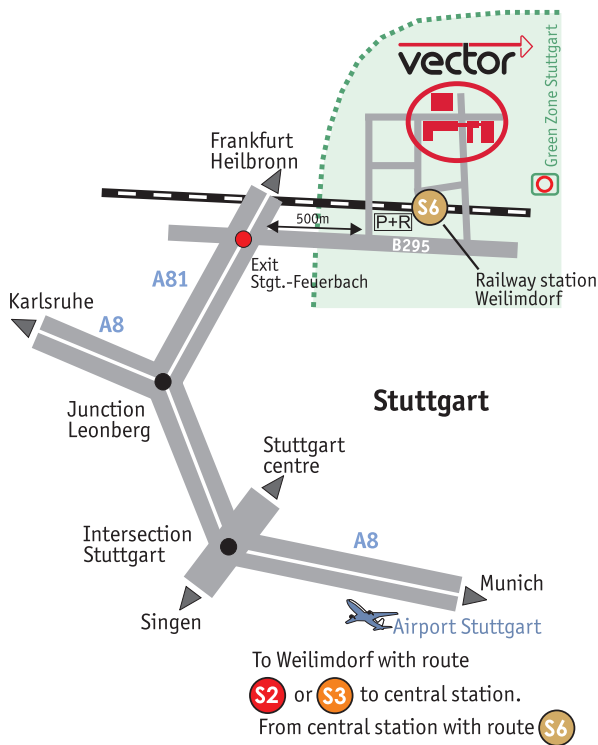 vector
Green Zone Stuttgart
Frankfurt
Heilbronn
S6
500m
P+R
B295
Exit
Stgt.-Feuerbach
Railway station
Weilimdorf
A81
Karlsruhe
A8
Junction
Leonberg
Stuttgart
Stuttgart
centre
Intersection
Stuttgart
A8
Munich
Singen
Airport Stuttgart
To Weilimdorf with route
S2 or S3 to central station.
From central station with route S6